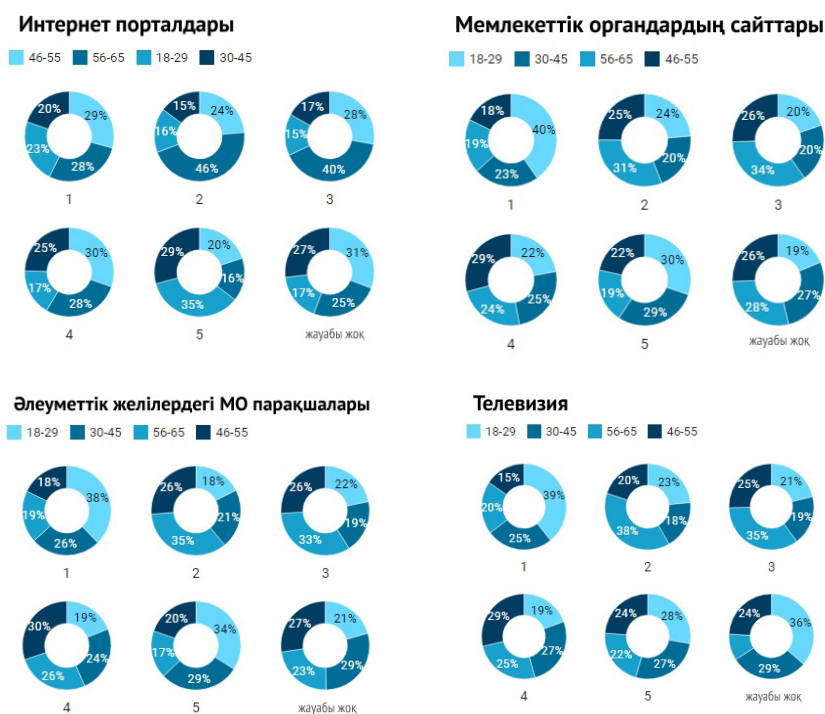 Интернет порталдары
46-55 56-65 18-29 30-45
20% 29% 23% 28%
1
15% 24% 16% 46%
2
17% 28% 15% 40%
3
25% 30% 17% 28%
4
29% 20% 16% 35%
5
27% 31% 17% 25%
жауабы жоқ
Мемлекеттік органдардың сайттары
18-29 30-45 56-65 46-55
18% 40% 19% 23%
1
25% 24% 31% 20%
2
26% 20% 20% 34%
3
29% 22% 24% 25%
4
22% 30% 19% 29%
5
26% 19% 27% 28%
жауабы жоқ
Әлеуметтік желілердегі МО парақшалары
18-29 30-45 56-65 46-55
18% 38% 19% 26%
1
26% 18% 21% 35%
2
26% 22% 19% 33%
3
30% 19% 24% 26%
4
20% 34% 17% 29%
5
27% 21% 23% 29%
жауабы жоқ
Телевизия
18-29 30-45 56-65 46-55
15% 39% 20% 25%
1
20% 23% 18% 38%
2
25% 21% 19% 35%
3
29% 19% 27% 25%
4
24% 28% 22% 27%
5
24% 36% 29%
жауабы жоқ